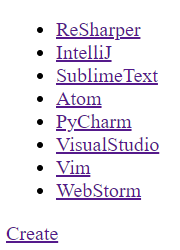 ReSharper
IntelliJ
SublimeText
Atom
PyCharm
VisualStudio
Vim
WebStorm
Create